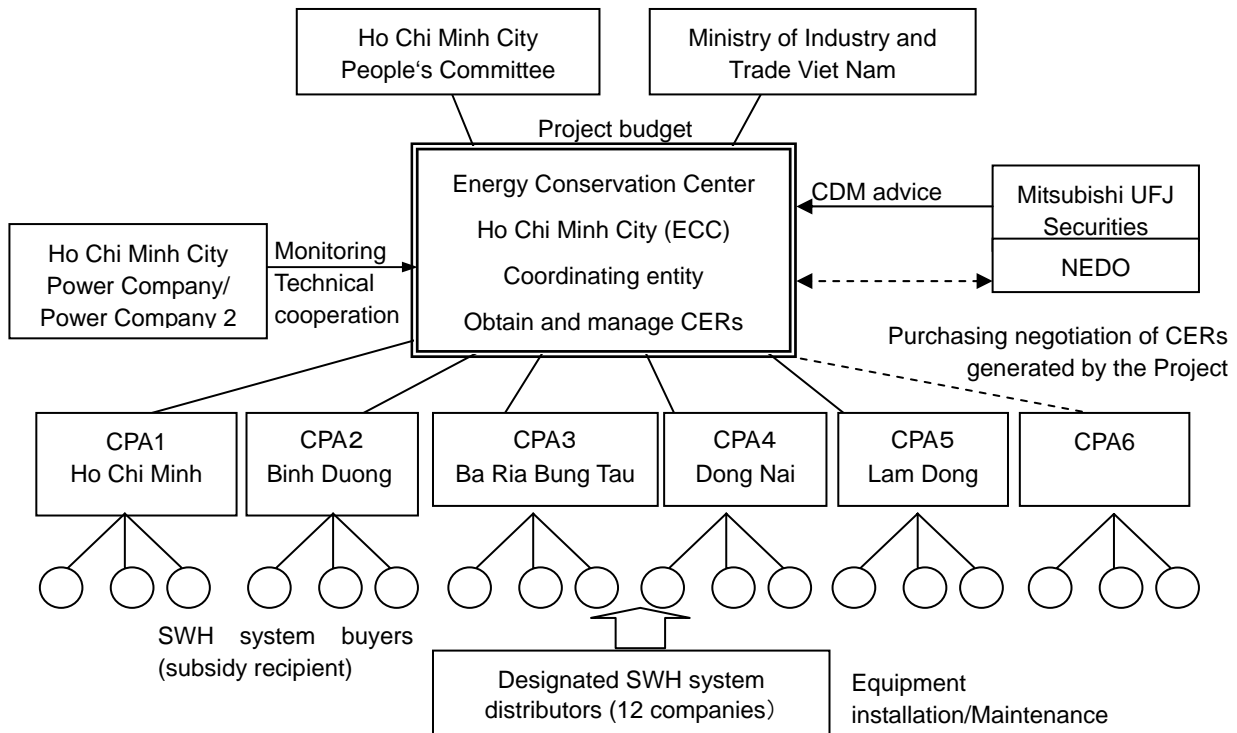 Ho Chi Minh City
People‘s Committee
Ministry of Industry and
Trade Viet Nam
Project budget
Energy Conservation Center
Ho Chi Minh City (ECC)
Coordinating entity
Obtain and manage CERs
CDM advice
Mitsubishi UFJ
Securities
NEDO
Ho Chi Minh City
Power Company/
Power Company 2
Monitoring
Technical
cooperation
Purchasing negotiation of CERs
generated by the Project
CPA1
Ho Chi Minh
CPA2
Binh Duong
CPA3
Ba Ria Bung Tau
CPA4
Dong Nai
CPA5
Lam Dong
CPA6
SWH system buyers
(subsidy recipient)
Designated SWH system
distributors (12 companies）
Equipment
installation/Maintenance